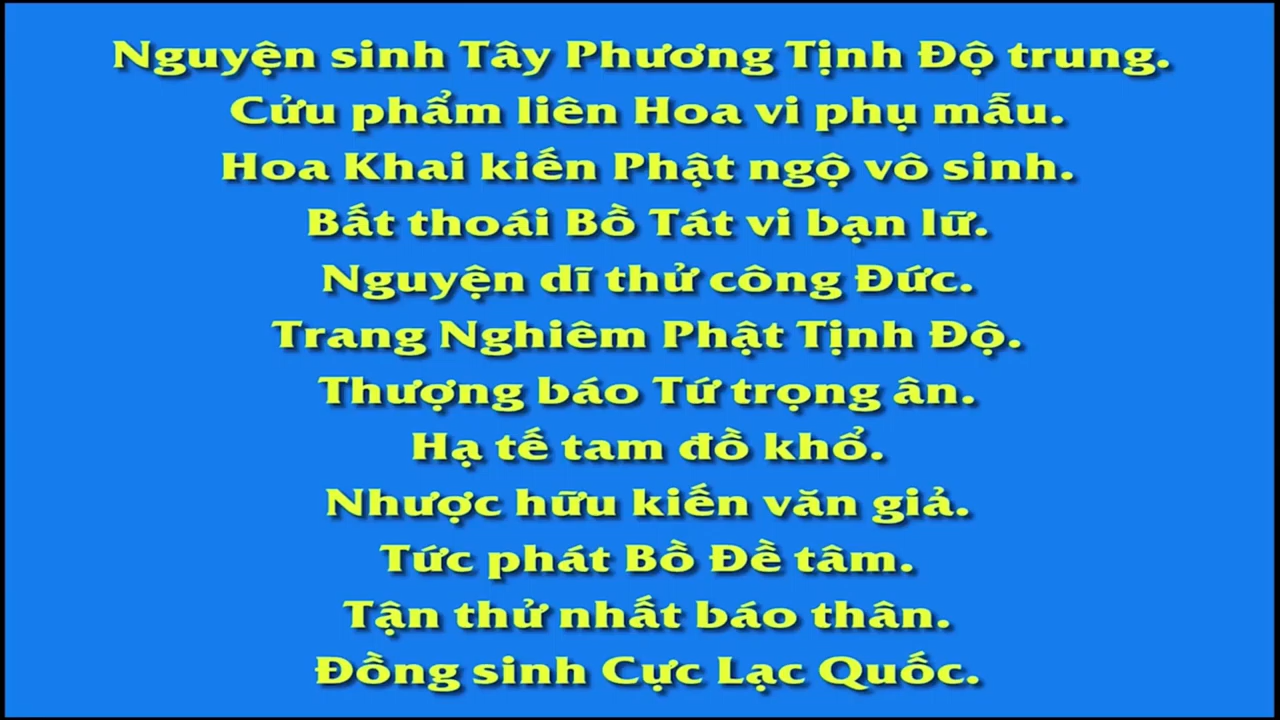 Nguyện sinh Tây Phương Tịnh Độ trung.
Cửu phẩm liên Hoa vi phụ mẫu.
Hoa Khai kiến Phật ngộ vô sinh.
Bất thoái Bồ Tát vi bạn lữ.
Nguyện dĩ thử công Đức.
Trang Nghiêm Phật Tịnh Độ.
Thượng báo Tứ trọng ân.
Hạ tế tam đồ khổ.
Nhược hữu kiến văn giả.
Tức phát Bồ Đề tâm.
Tận thử nhất báo thân.
Đồng sinh Cực Lạc Quốc.